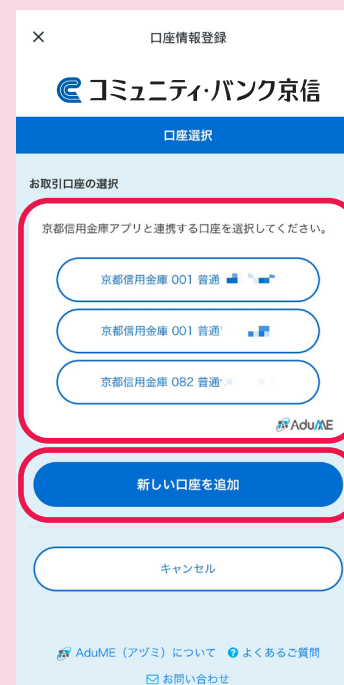 ×
口座情報登録
コミュニティ・バンク京信
口座選択
お取引口座の選択
京都信用金庫アプリと連携する口座を選択してください。
京都信用金庫 001 普通
京都信用金庫 001 普通
京都信用金庫 082 普通
AduME
新しい口座を追加
キャンセル
AduME（アヅミ）について ? よくあるご質問
お問い合わせ